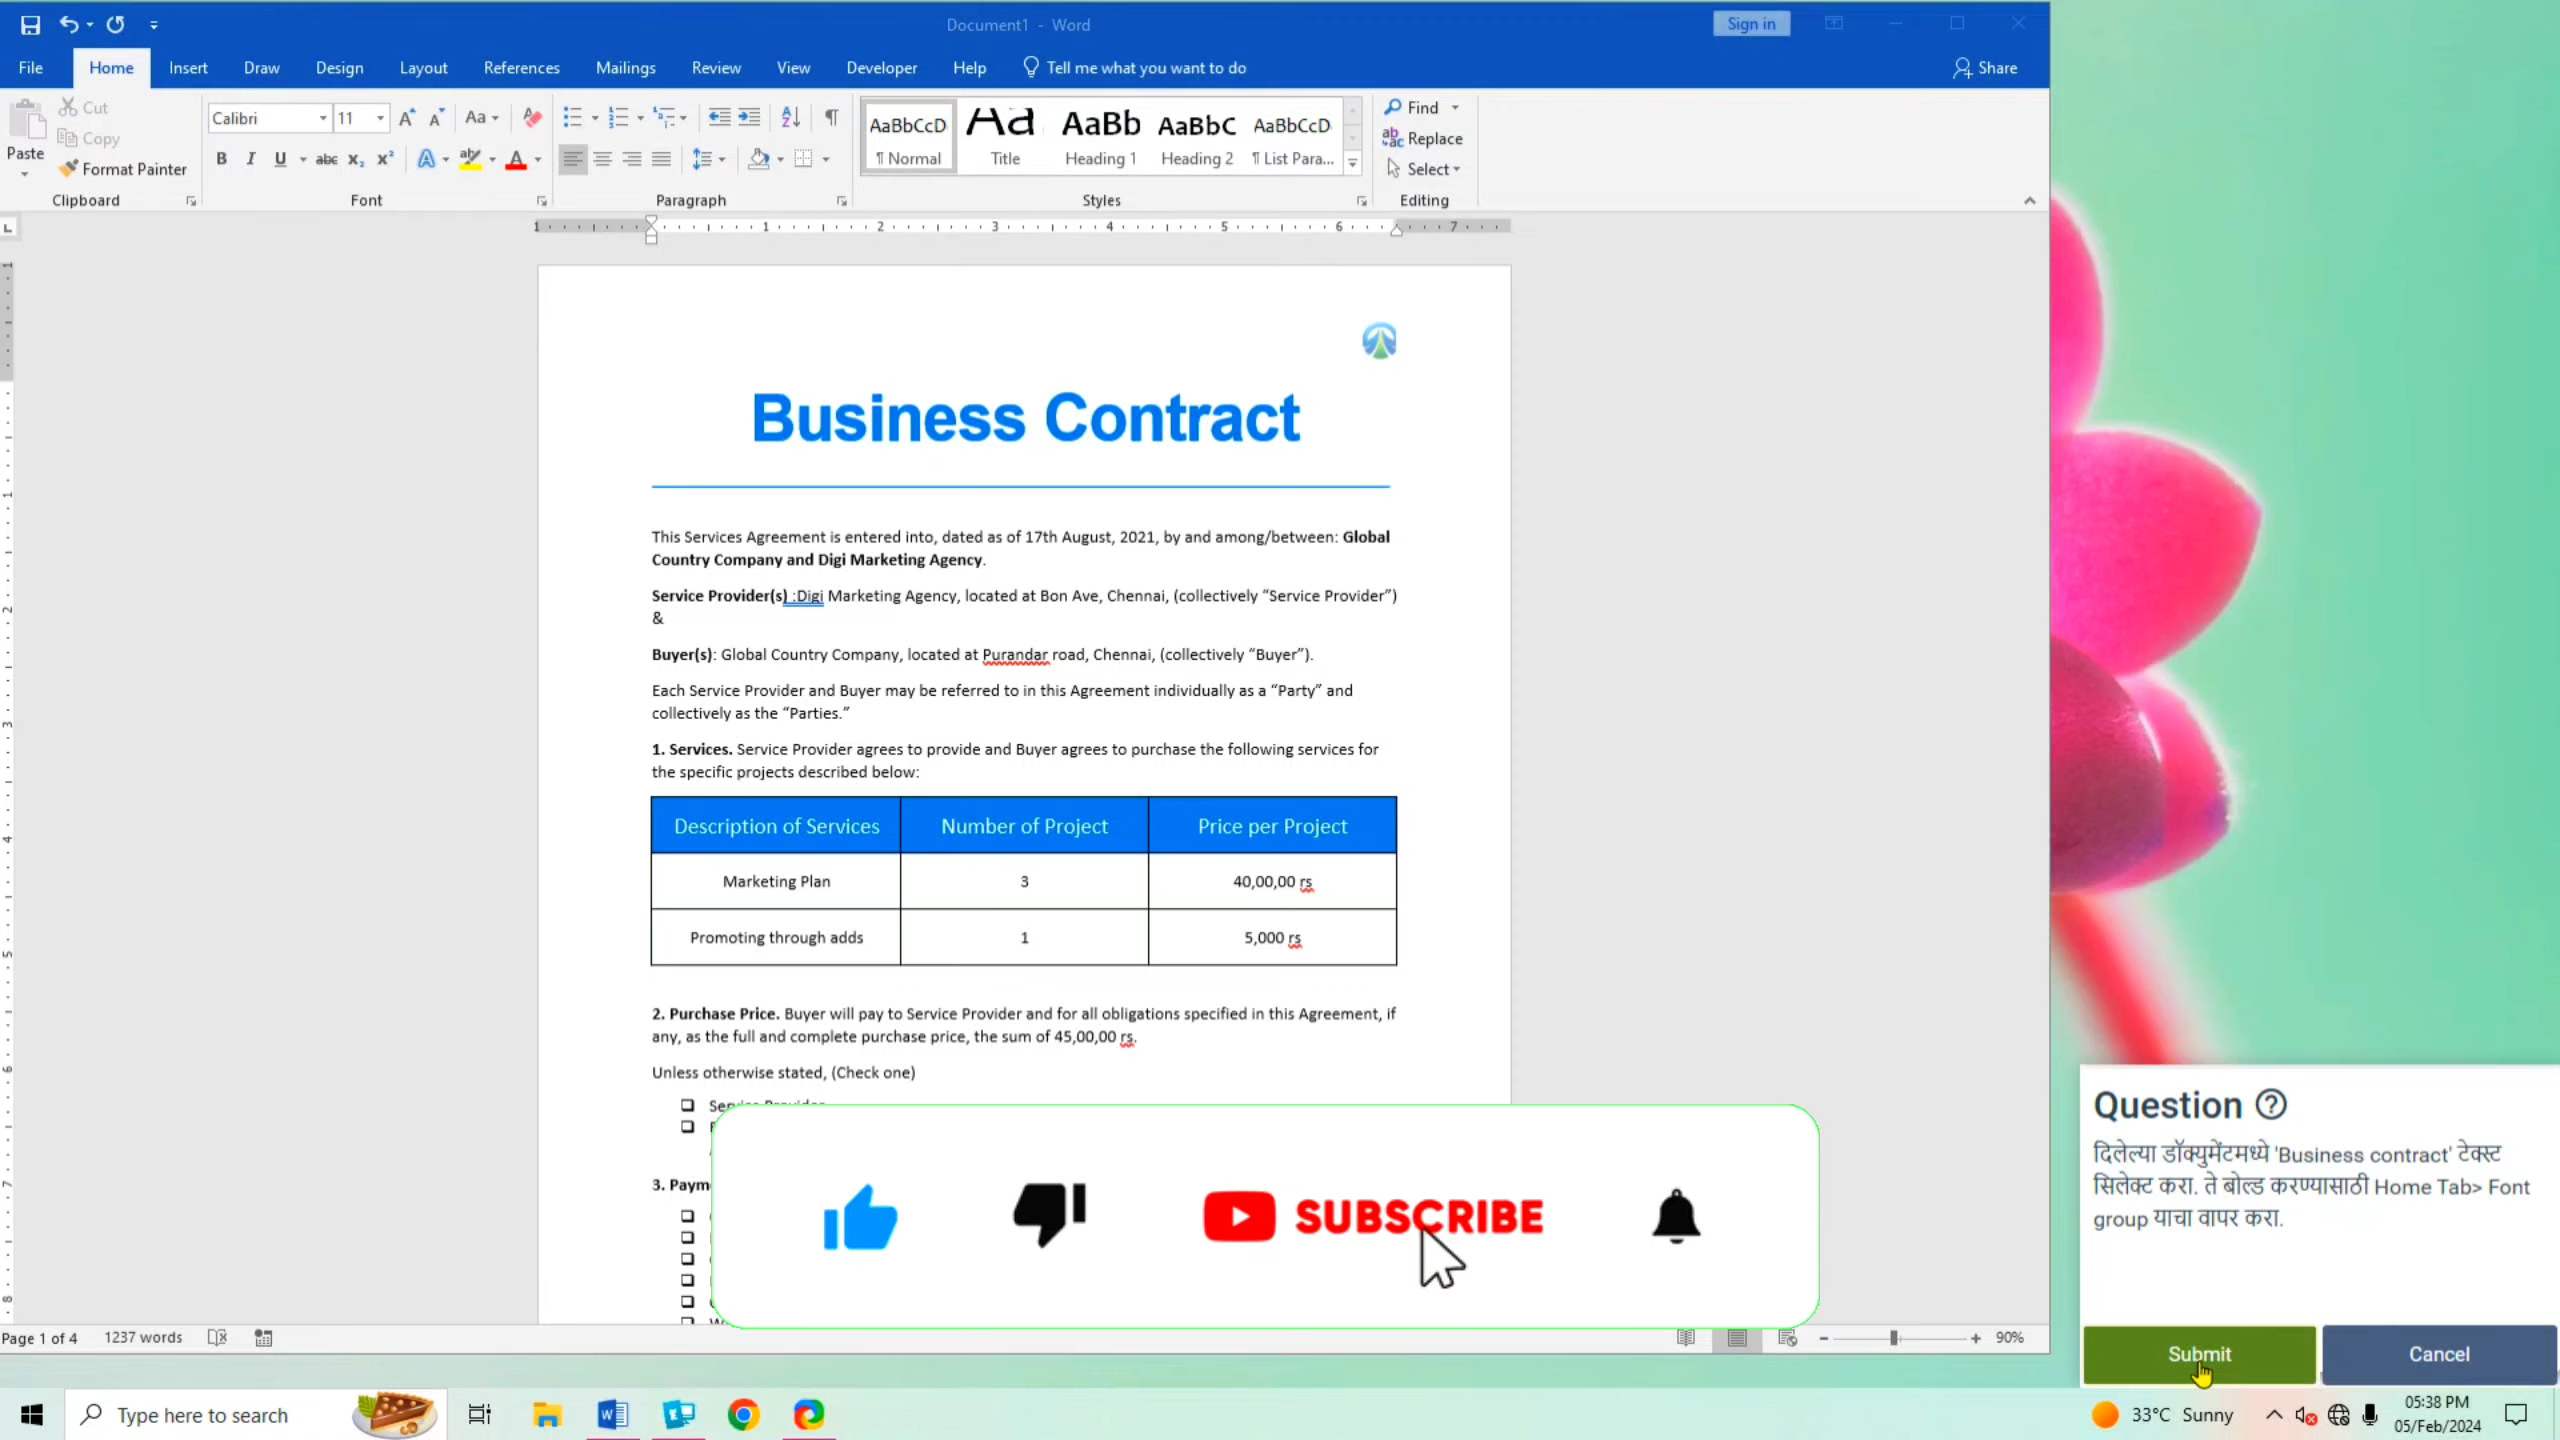 Document1 - Word
Sign in
File Home Insert Draw Design Layout References Mailings Review View Developer Help Tell me what you want to do Share
Paste
Cut
Copy
Format Painter
Clipboard
Calibri 11
Font
Paragraph
AaBbCcD AaBb AaBbC AaBbCcD
¶ Normal Title Heading 1 Heading 2 ¶ List Para...
Styles
Find
Replace
Select
Editing
1 1 2 3 4 5 6 7
Business Contract
This Services Agreement is entered into, dated as of 17th August, 2021, by and among/between: Global
Country Company and Digi Marketing Agency.
Service Provider(s) :Digi Marketing Agency, located at Bon Ave, Chennai, (collectively “Service Provider”)
&
Buyer(s): Global Country Company, located at Purandar road, Chennai, (collectively “Buyer”).
Each Service Provider and Buyer may be referred to in this Agreement individually as a “Party” and
collectively as the “Parties.”
1. Services. Service Provider agrees to provide and Buyer agrees to purchase the following services for
the specific projects described below:
Description of Services Number of Project Price per Project
Marketing Plan 3 40,00,00 rs
Promoting through adds 1 5,000 rs
2. Purchase Price. Buyer will pay to Service Provider and for all obligations specified in this Agreement, if
any, as the full and complete purchase price, the sum of 45,00,00 rs.
Unless otherwise stated, (Check one)
3. Paym
SUBSCRIBE
Question
दिलेल्या डॉक्युमेंटमध्ये 'Business contract' टेक्स्ट
सिलेक्ट करा. ते बोल्ड करण्यासाठी Home Tab> Font
group याचा वापर करा.
Submit Cancel
Page 1 of 4 1237 words 90%
Type here to search
33°C Sunny
05:38 PM
05/Feb/2024